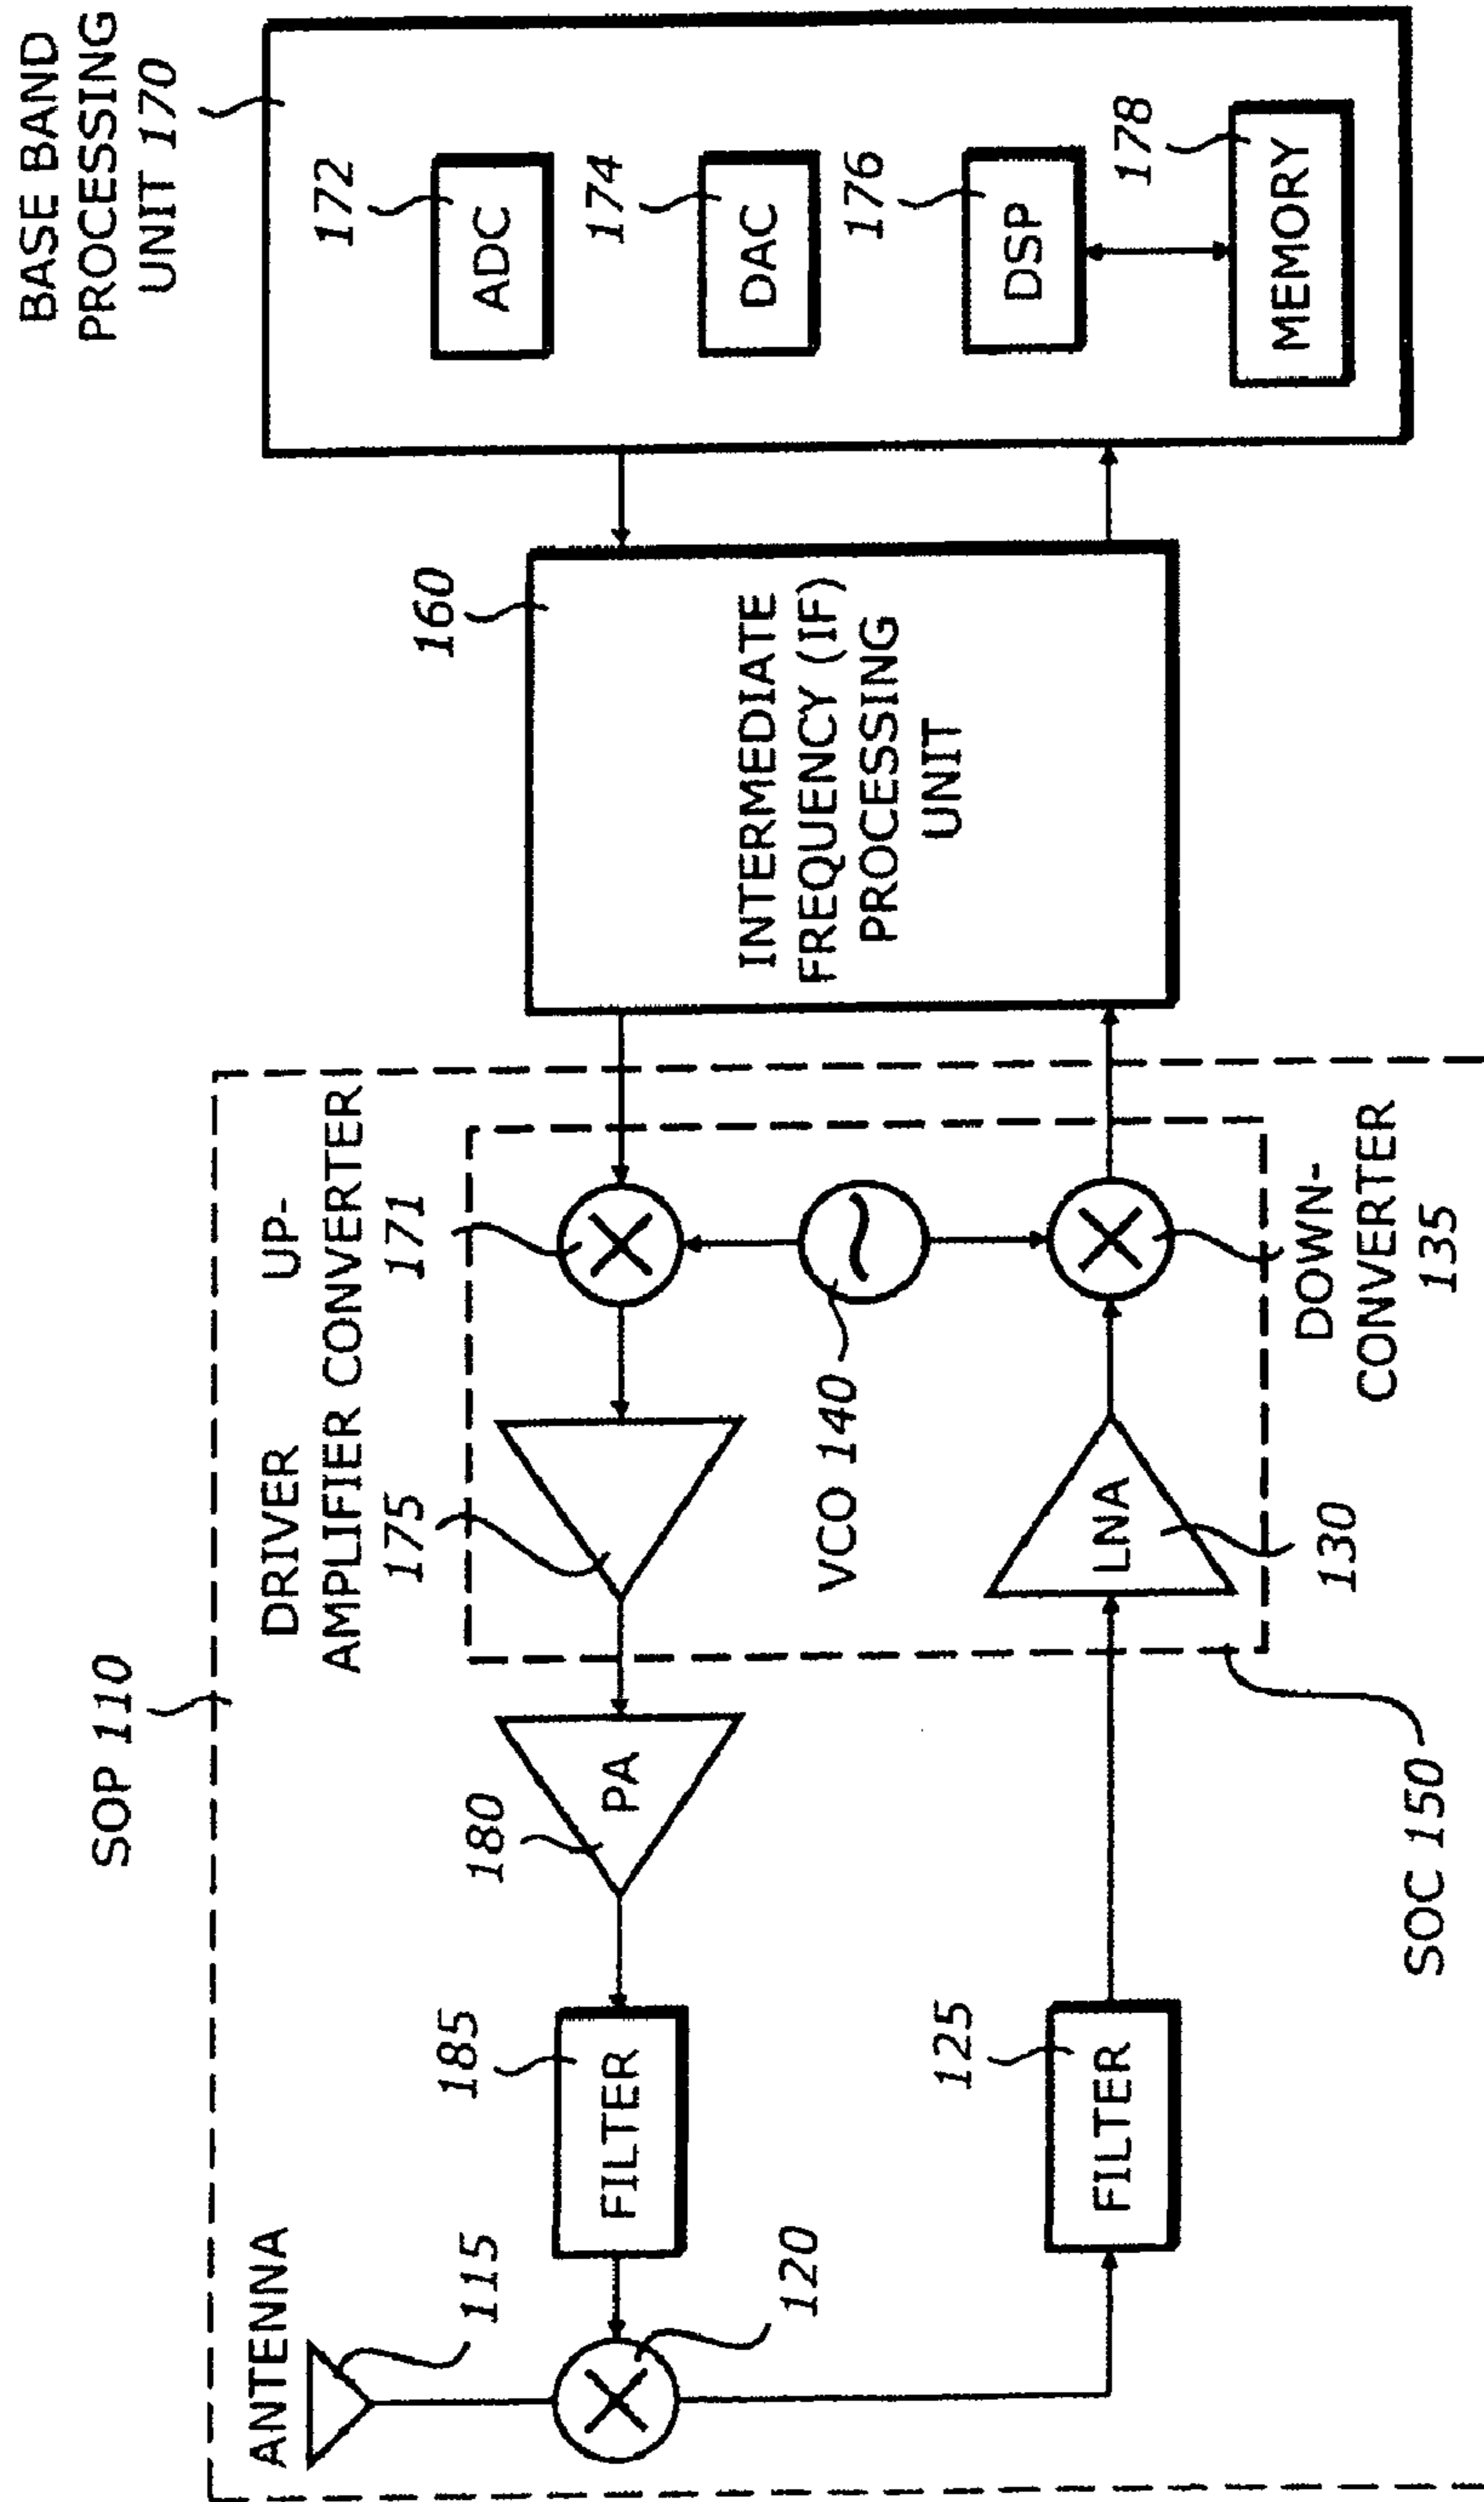 SOP 110
ANTENNA
115
120
FILTER
185
FILTER
125
180
PA
DRIVER
AMPLIFIER
175
UP-
CONVERTER
171
VCO 140
LNA
130
SOC 150
DOWN-
CONVERTER
135
160
INTERMEDIATE
FREQUENCY (IF)
PROCESSING
UNIT
BASE BAND
PROCESSING
UNIT 170
172
ADC
174
DAC
176
DSP
178
MEMORY